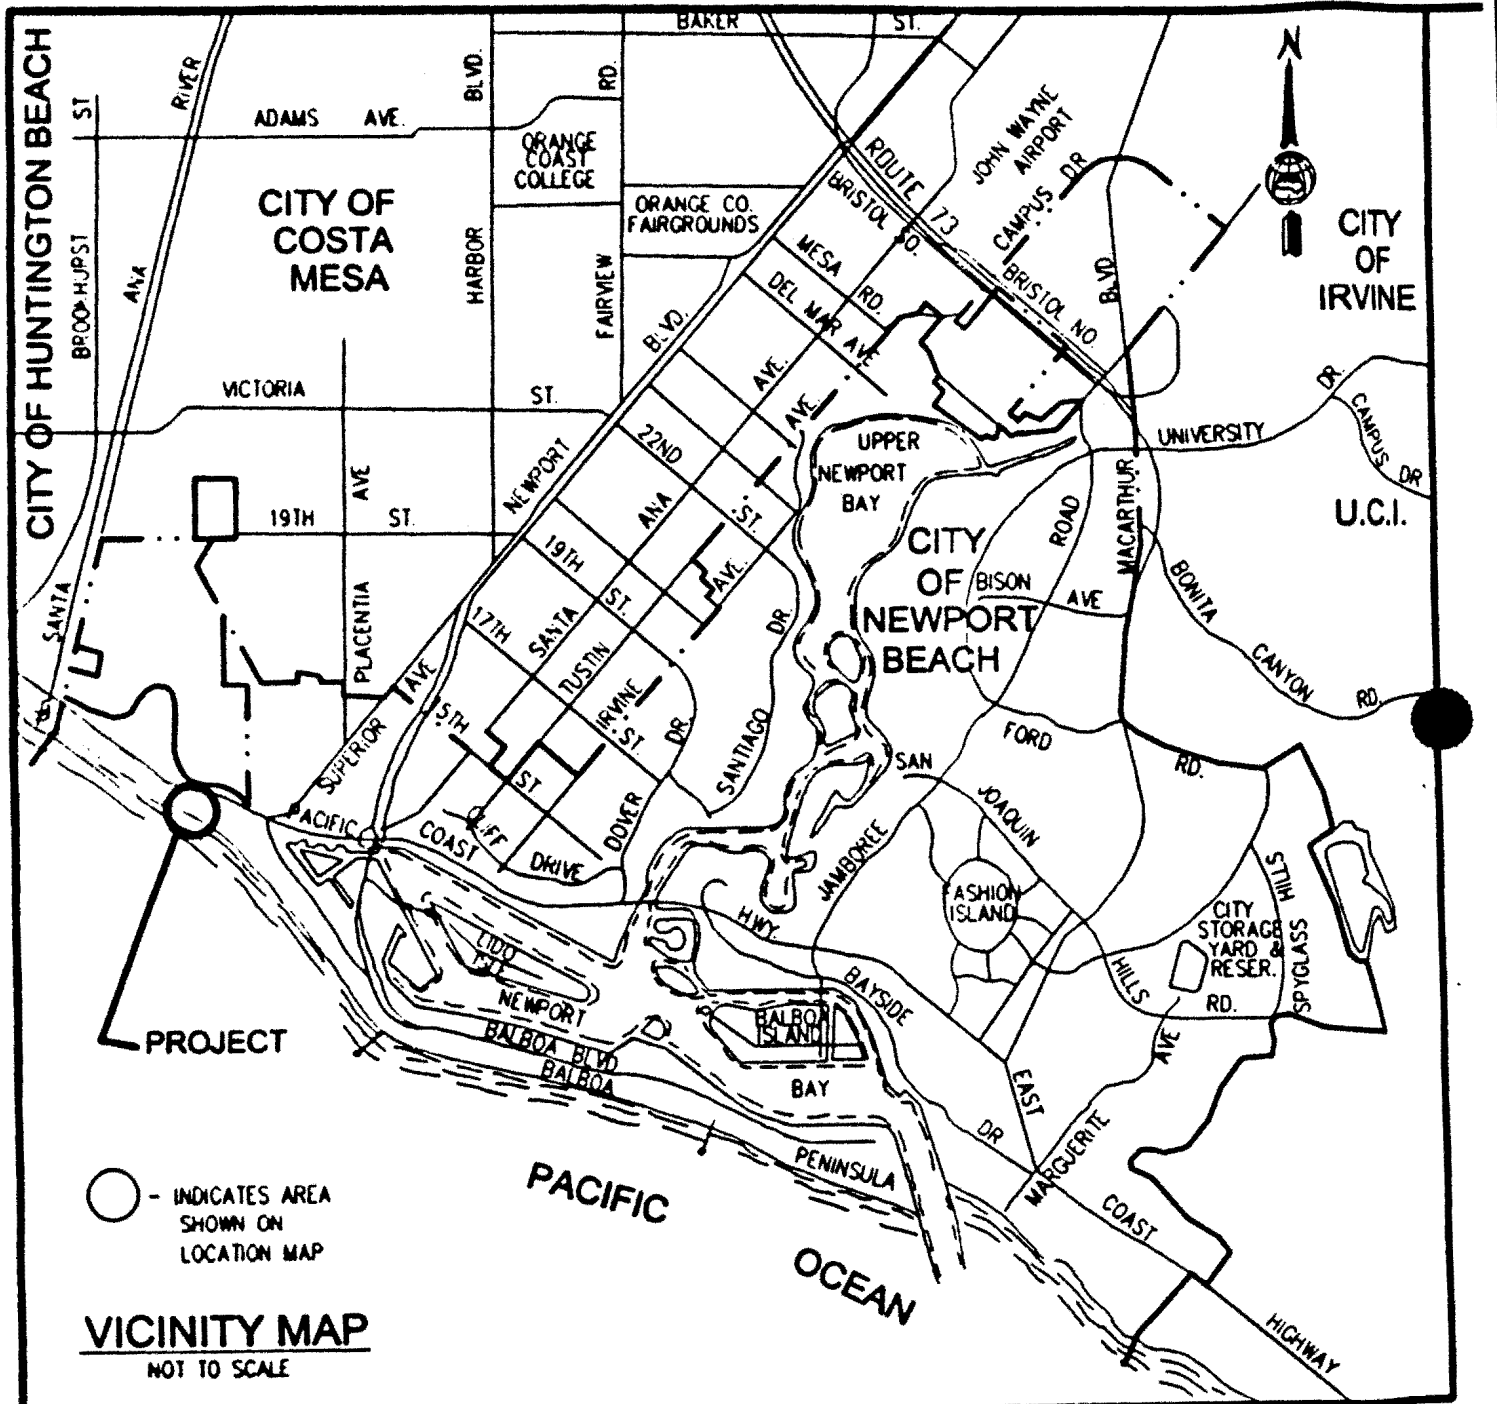 BAKER ST.
N
CITY OF HUNTINGTON BEACH
ST
RIVER
BLVD.
RD.
ADAMS AVE.
ORANGE
COAST
COLLEGE
ROUTE 73
JOHN WAYNE
AIRPORT
CAMPUS DR
CITY OF
COSTA
MESA
ORANGE CO.
FAIRGROUNDS
BRISTOL SO.
CITY
OF
IRVINE
ANA
HARBOR
FAIRVIEW
MESA RD.
DEL MAR AVE
BRISTOL NO.
BLVD
BLVD.
AVE.
AVE.
VICTORIA ST.
DR.
CAMPUS DR
UNIVERSITY
22ND ST.
UPPER
NEWPORT
BAY
NEWPORT
AVE
ANA
19TH ST.
ROAD
MACARTHUR
U.C.I.
CITY
OF
NEWPORT
BEACH
19TH ST.
AVE.
BISON AVE
BONITA
CANYON
RD.
SANTA
PLACENTIA
17TH
SANTA
TUSTIN
IRVINE
ST.
DR.
SUPERIOR AVE
DR.
SANTIAGO
FORD
RD.
SAN
JOAQUIN
HILLS
RD.
ST
PACIFIC
COAST
HWY.
CLIFF
DRIVE
DOVER
JAMBOREE
FASHION
ISLAND
CITY
STORAGE
YARD &
RESER.
SPYGLASS
HILLS
LIDO
ISLE
NEWPORT
BALBOA
ISLAND
BAYSIDE
DR
BAY
PROJECT
BALBOA BLVD
BALBOA
PENINSULA
EAST
MARGUERITE
AVE
COAST
HIGHWAY
PACIFIC
OCEAN
- INDICATES AREA
SHOWN ON
LOCATION MAP
VICINITY MAP
NOT TO SCALE